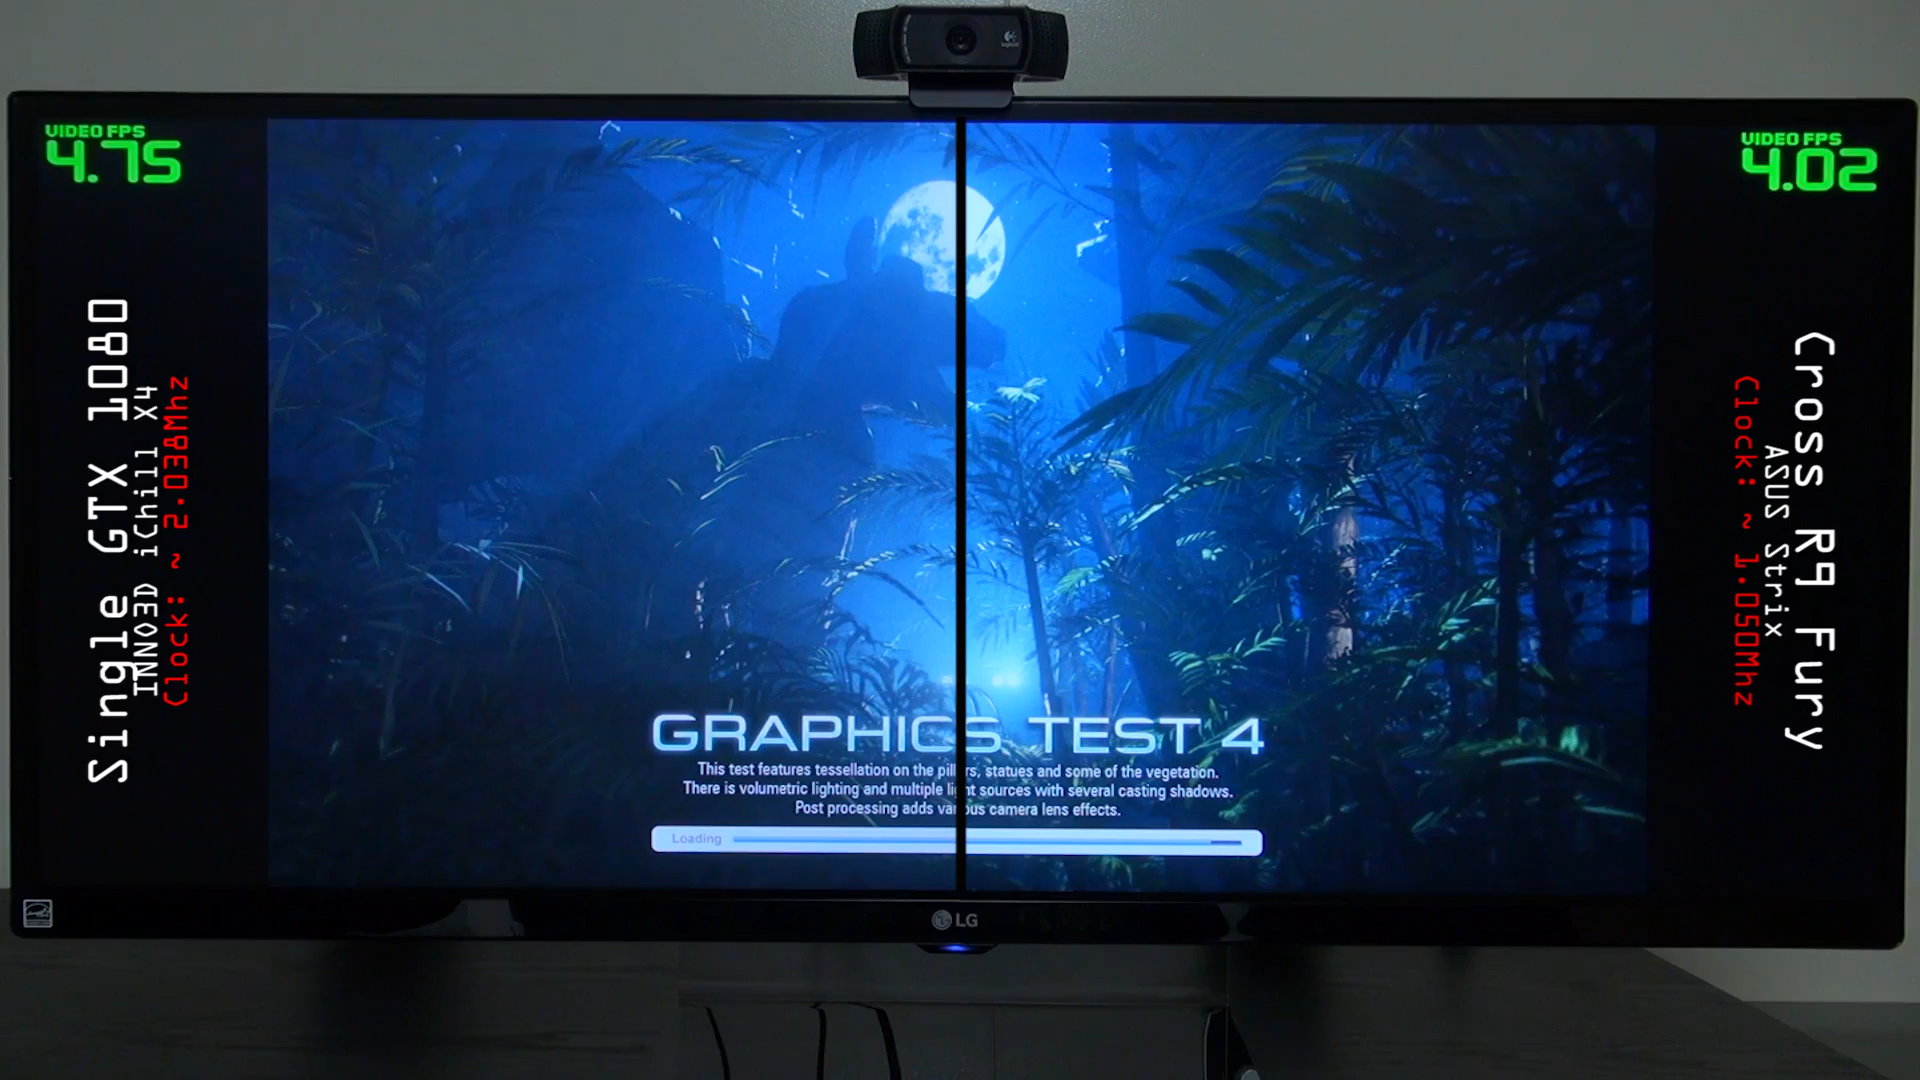 logitech
VIDEO FPS
4.75
VIDEO FPS
4.02
Single GTX 1080
INNO3D iChill X4
Clock: ~ 2.038Mhz
Cross R9 Fury
ASUS Strix
Clock: ~ 1.050Mhz
GRAPHICS TEST 4
This test features tessellation on the pillars, statues and some of the vegetation.
There is volumetric lighting and multiple light sources with several casting shadows.
Post processing adds various camera lens effects.
Loading
LG